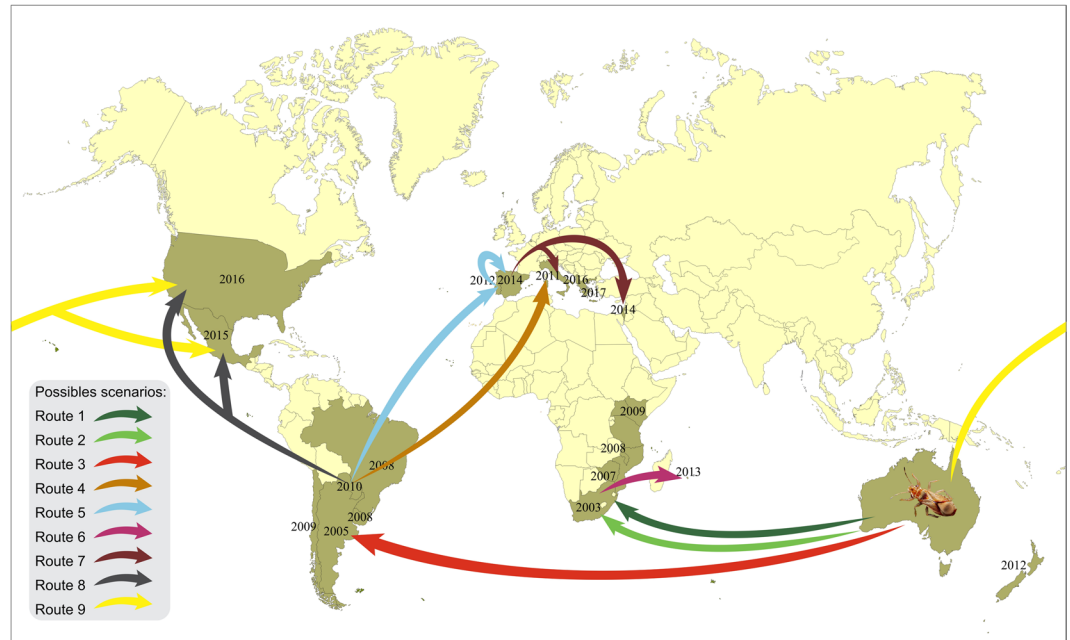 2016
2015
2012
2014
2011
2016
2017
2014
2009
2008
2007
2013
2003
2008
2010
2008
2009
2005
2012
Possibles scenarios:
Route 1
Route 2
Route 3
Route 4
Route 5
Route 6
Route 7
Route 8
Route 9